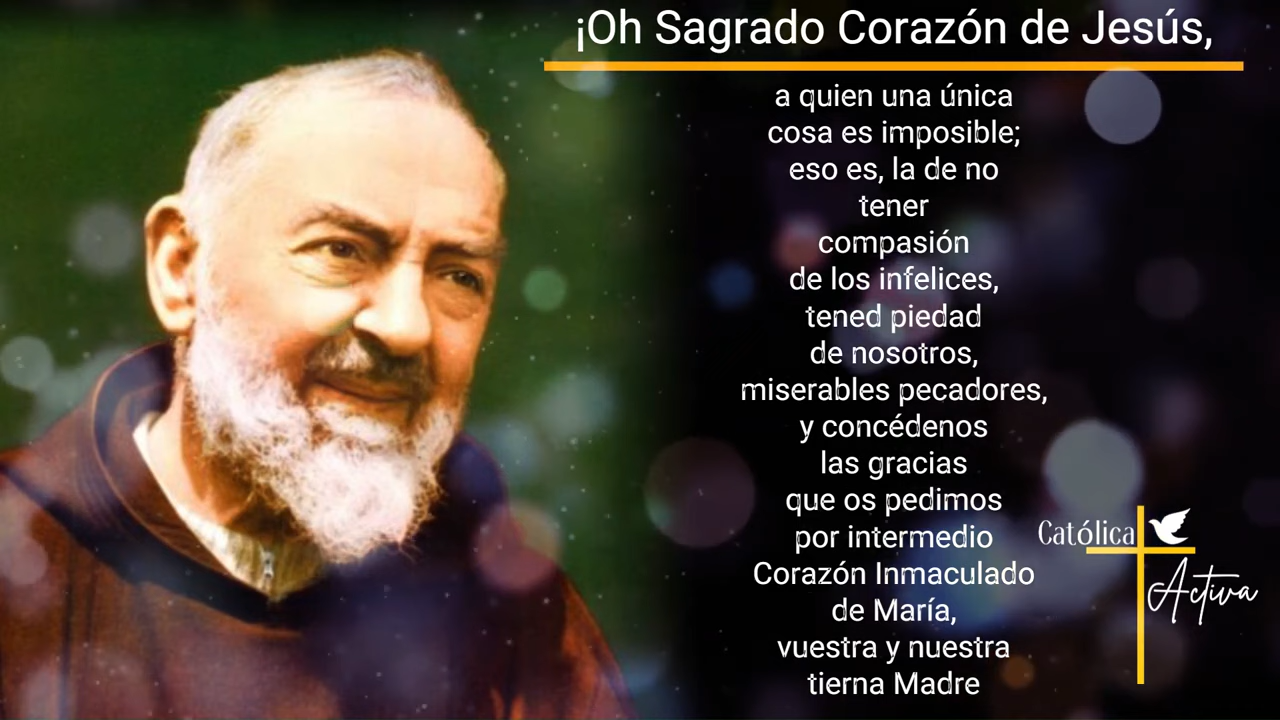 ¡Oh Sagrado Corazón de Jesús,
a quien una única
cosa es imposible;
eso es, la de no
tener
compasión
de los infelices,
tened piedad
de nosotros,
miserables pecadores,
y concédenos
las gracias
que os pedimos
por intermedio
Corazón Inmaculado
de María,
vuestra y nuestra
tierna Madre
Católica
Activa